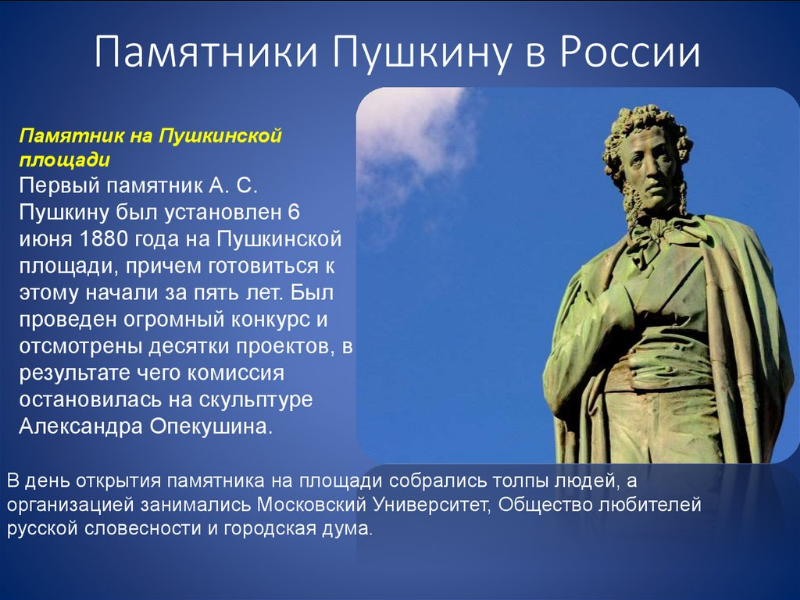 Памятники Пушкину в России
Памятник на Пушкинской
площади
Первый памятник А. С.
Пушкину был установлен 6
июня 1880 года на Пушкинской
площади, причем готовиться к
этому начали за пять лет. Был
проведен огромный конкурс и
отсмотрены десятки проектов, в
результате чего комиссия
остановилась на скульптуре
Александра Опекушина.
В день открытия памятника на площади собрались толпы людей, а
организацией занимались Московский Университет, Общество любителей
русской словесности и городская дума.